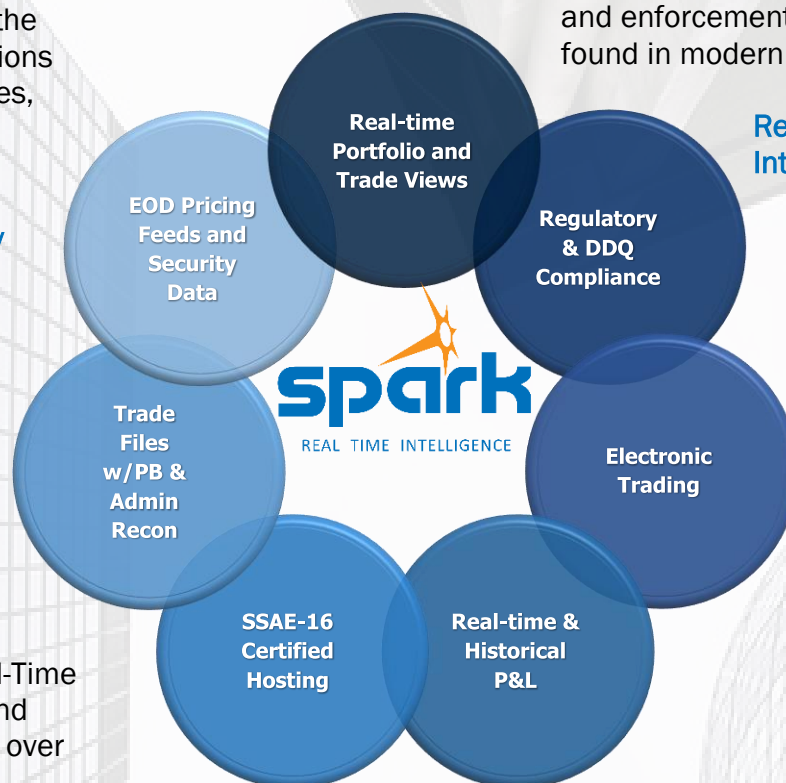 the
ions
es,
and enforcement
found in modern
Re
Int
y
Real-time
Portfolio and
Trade Views
Regulatory
& DDQ
Compliance
Electronic
Trading
Real-time &
Historical
P&L
SSAE-16
Certified
Hosting
Trade
Files
w/PB &
Admin
Recon
EOD Pricing
Feeds and
Security
Data
spark
REAL TIME INTELLIGENCE
l-Time
nd
over